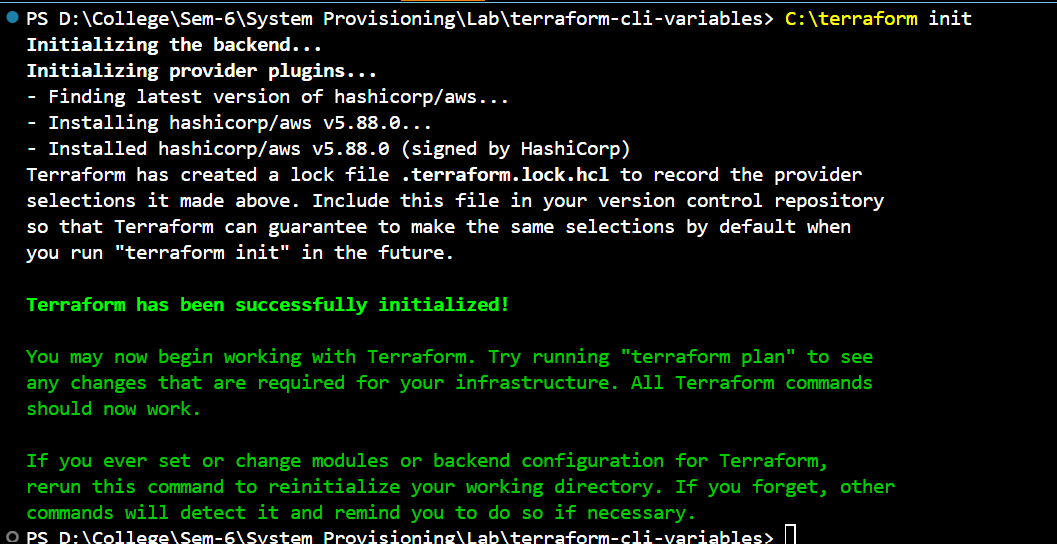 PS D:\College\Sem-6\System Provisioning\Lab\terraform-cli-variables> C:\terraform init
Initializing the backend...
Initializing provider plugins...
- Finding latest version of hashicorp/aws...
- Installing hashicorp/aws v5.88.0...
- Installed hashicorp/aws v5.88.0 (signed by HashiCorp)
Terraform has created a lock file .terraform.lock.hcl to record the provider
selections it made above. Include this file in your version control repository
so that Terraform can guarantee to make the same selections by default when
you run "terraform init" in the future.
Terraform has been successfully initialized!
You may now begin working with Terraform. Try running "terraform plan" to see
any changes that are required for your infrastructure. All Terraform commands
should now work.
If you ever set or change modules or backend configuration for Terraform,
rerun this command to reinitialize your working directory. If you forget, other
commands will detect it and remind you to do so if necessary.
PS D:\College\Sem-6\System Provisioning\Lab\terraform-cli-variables>